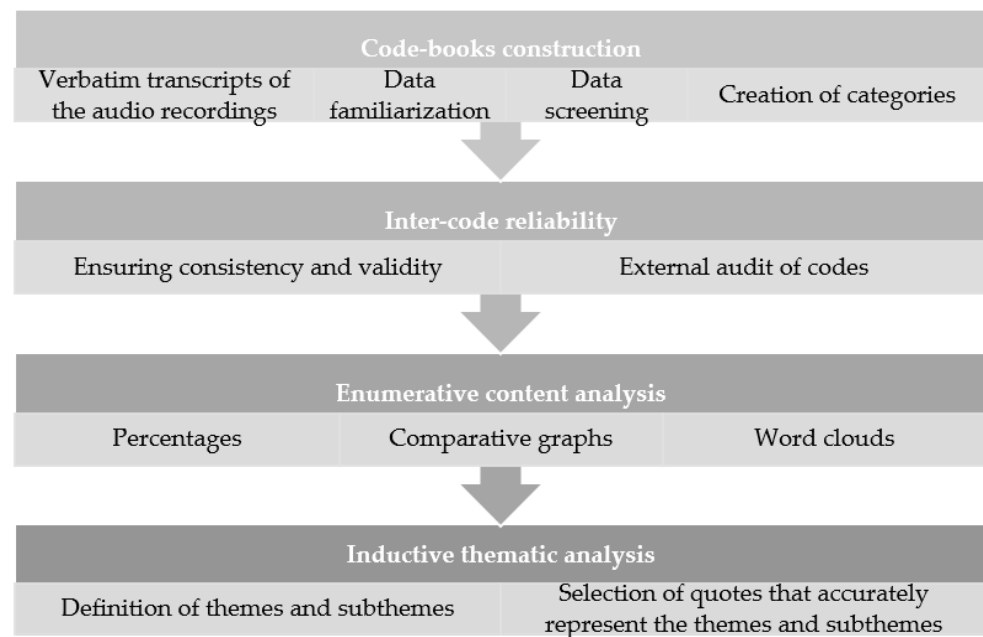 Code-books construction
Verbatim transcripts of
the audio recordings
Data
familiarization
Data
screening
Creation of categories
Inter-code reliability
Ensuring consistency and validity
External audit of codes
Enumerative content analysis
Percentages
Comparative graphs
Word clouds
Inductive thematic analysis
Definition of themes and subthemes
Selection of quotes that accurately
represent the themes and subthemes